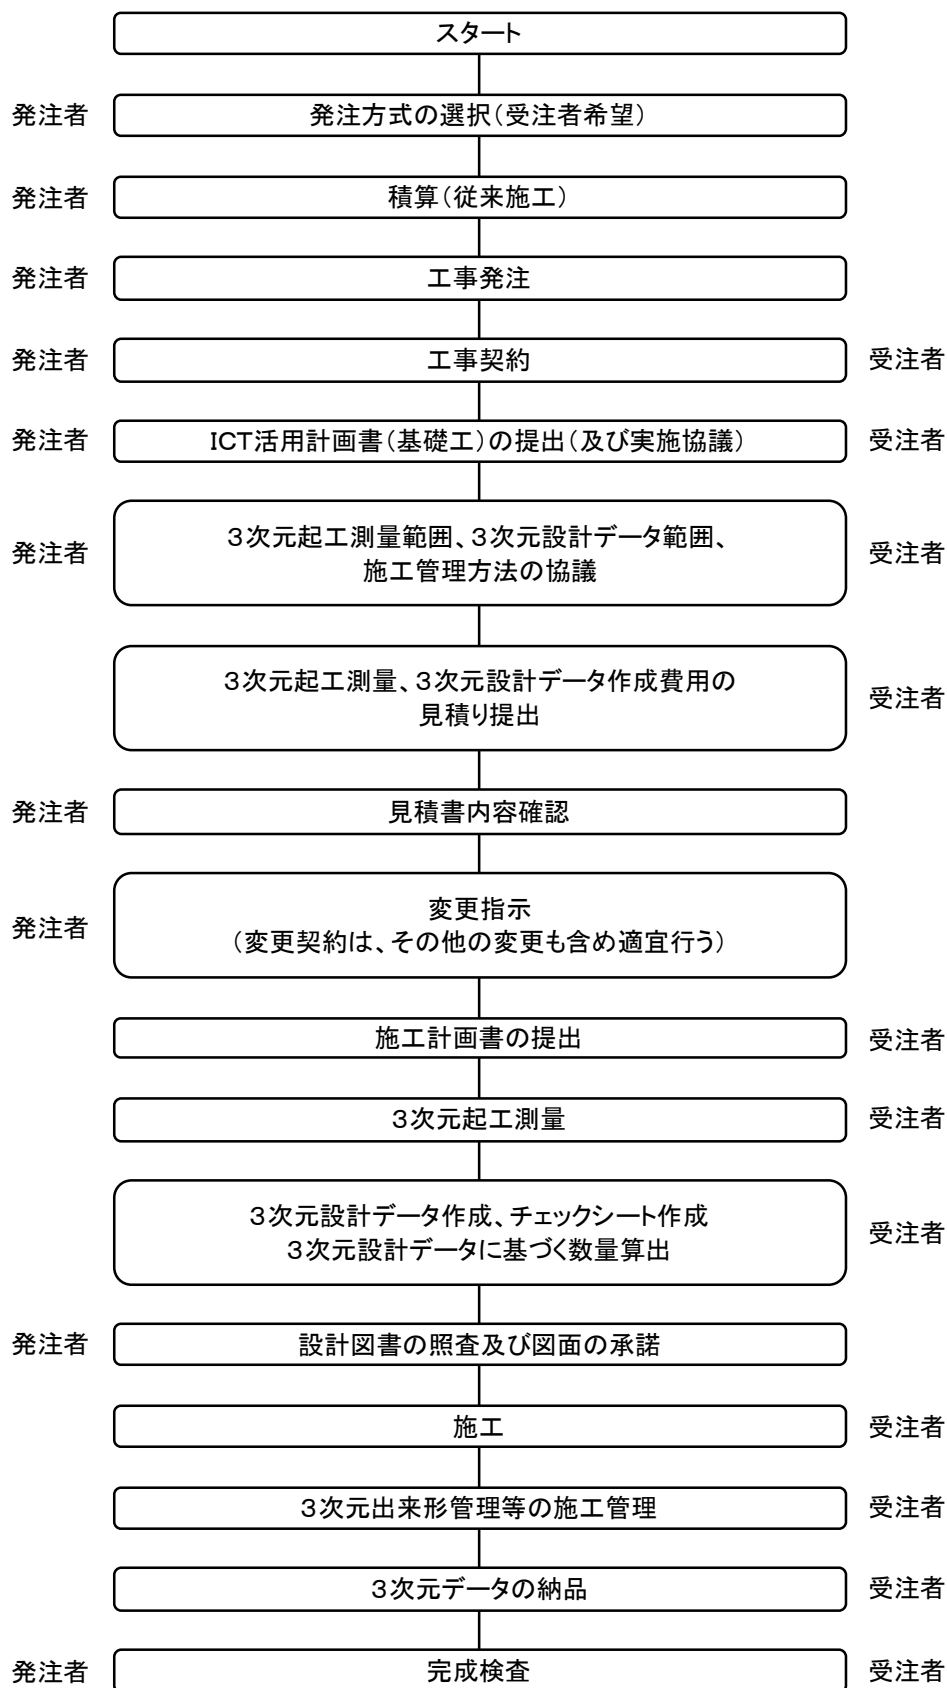 スタート
発注者
発注方式の選択（受注者希望）
発注者
積算（従来施工）
発注者
工事発注
発注者
工事契約
受注者
発注者
ICT活用計画書（基礎工）の提出（及び実施協議）
受注者
発注者
３次元起工測量範囲、３次元設計データ範囲、
施工管理方法の協議
受注者
３次元起工測量、３次元設計データ作成費用の
見積り提出
受注者
発注者
見積書内容確認
発注者
変更指示
（変更契約は、その他の変更も含め適宜行う）
施工計画書の提出
受注者
３次元起工測量
受注者
３次元設計データ作成、チェックシート作成
３次元設計データに基づく数量算出
受注者
発注者
設計図書の照査及び図面の承諾
施工
受注者
３次元出来形管理等の施工管理
受注者
３次元データの納品
受注者
発注者
完成検査
受注者